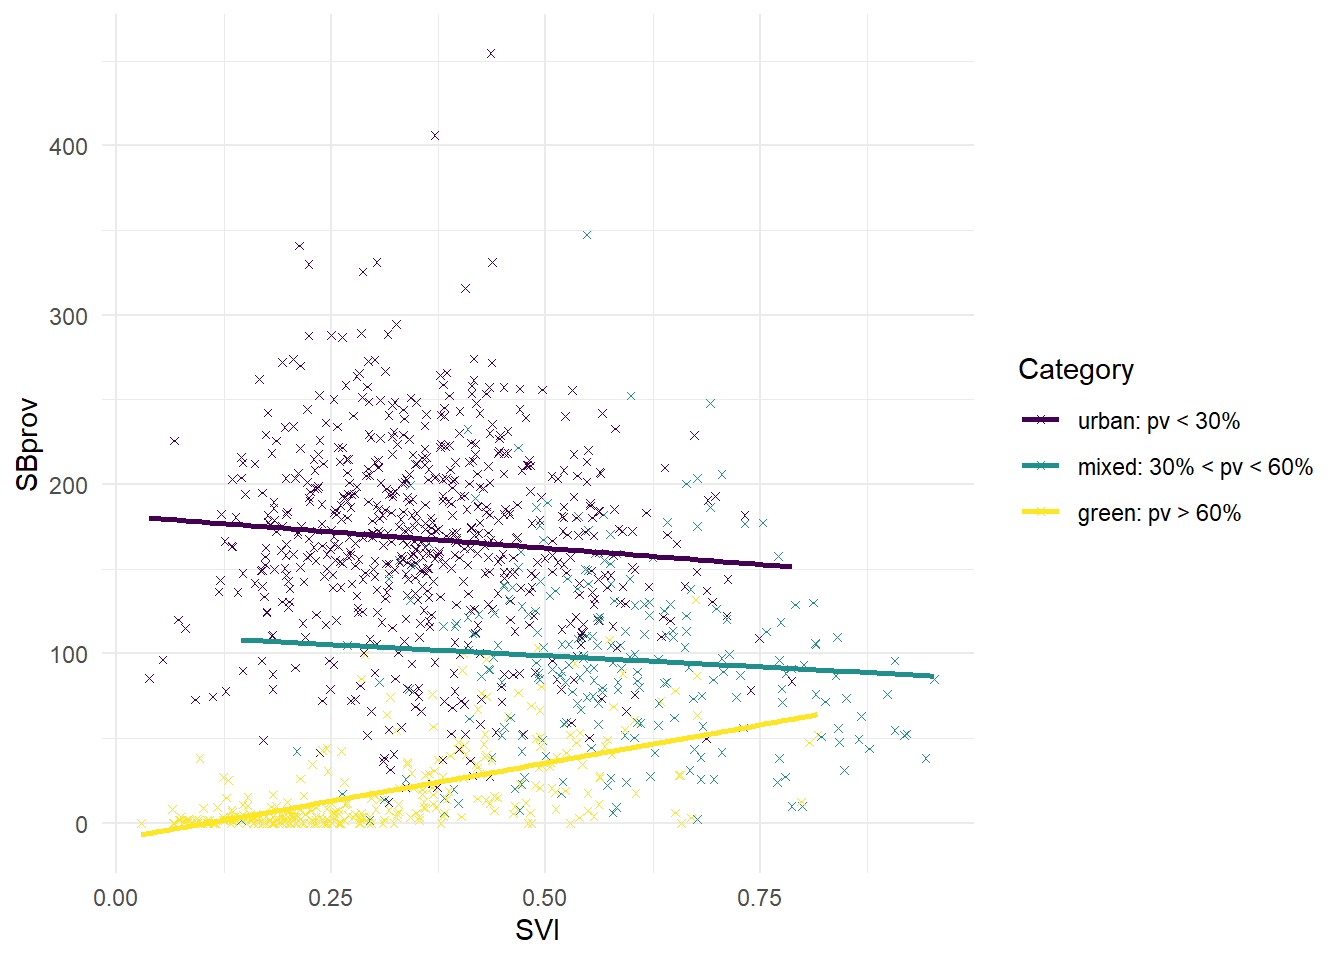 400
300
200
100
0
SBprov
0.00 0.25 0.50 0.75
SVI
Category
urban: pv < 30%
mixed: 30% < pv < 60%
green: pv > 60%